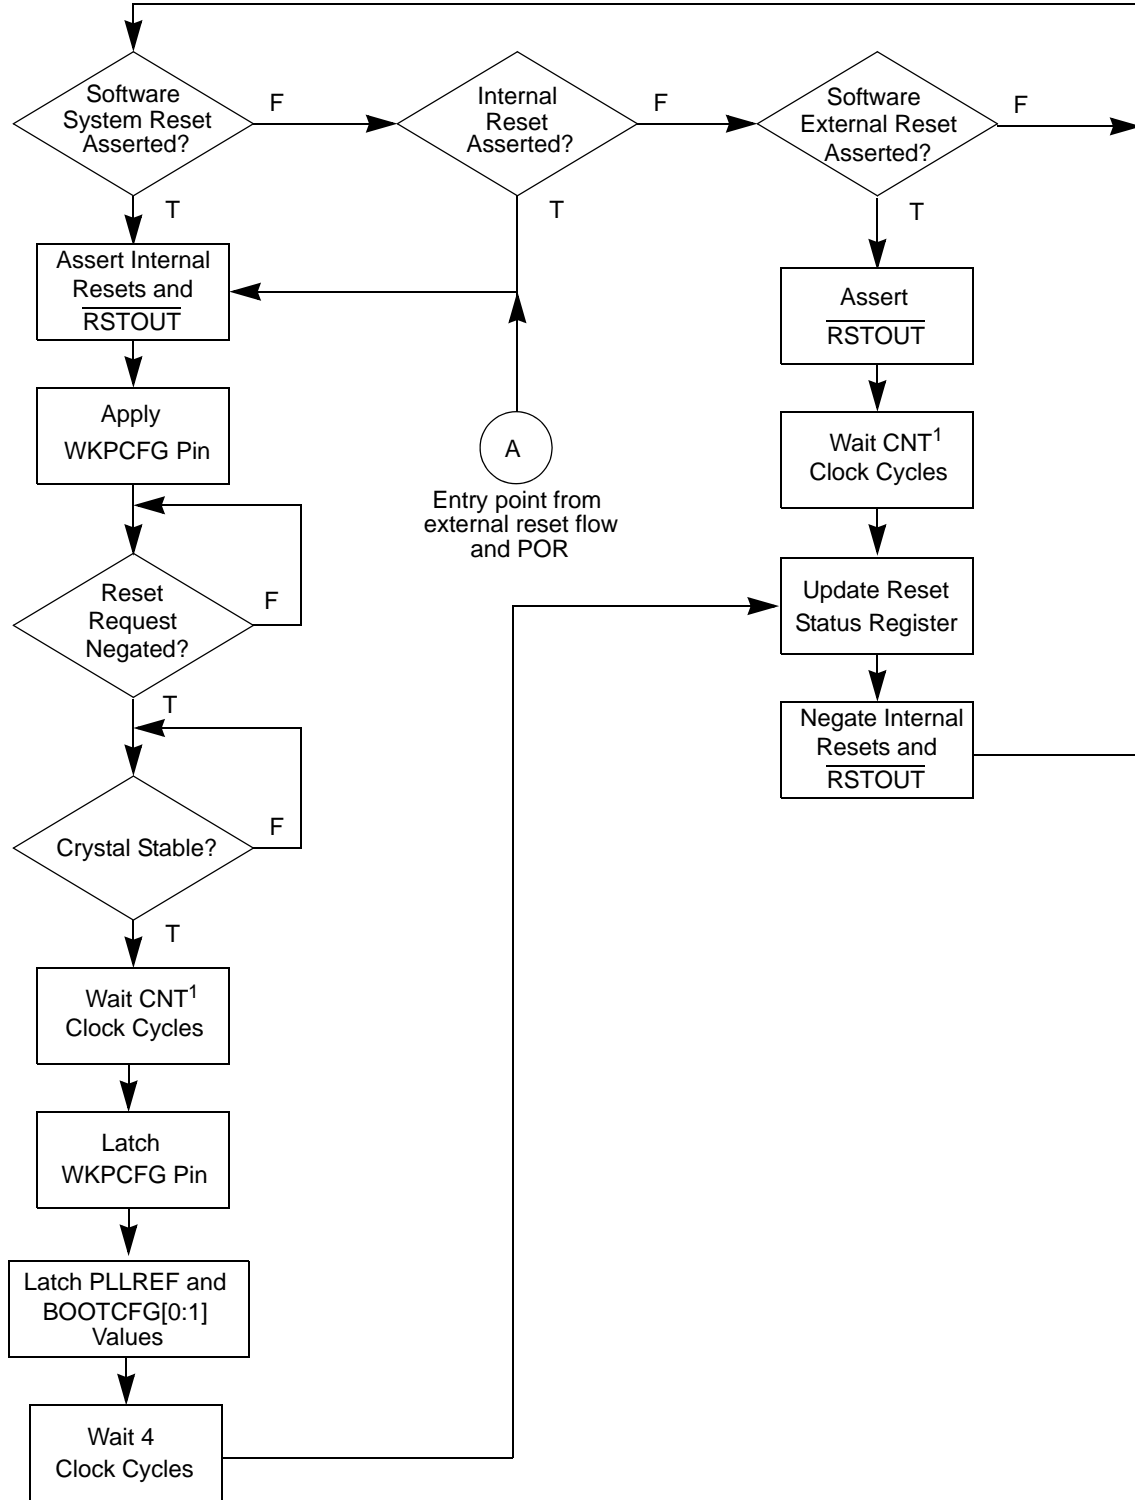 Software
System Reset
Asserted?
F
T
Internal
Reset
Asserted?
F
T
Software
External Reset
Asserted?
F
T
Assert Internal
Resets and
RSTOUT
Apply
WKPCFG Pin
Reset
Request
Negated?
F
T
Crystal Stable?
F
T
Wait CNT1
Clock Cycles
Latch
WKPCFG Pin
Latch PLLREF and
BOOTCFG[0:1]
Values
Wait 4
Clock Cycles
A
Entry point from
external reset flow
and POR
Assert
RSTOUT
Wait CNT1
Clock Cycles
Update Reset
Status Register
Negate Internal
Resets and
RSTOUT